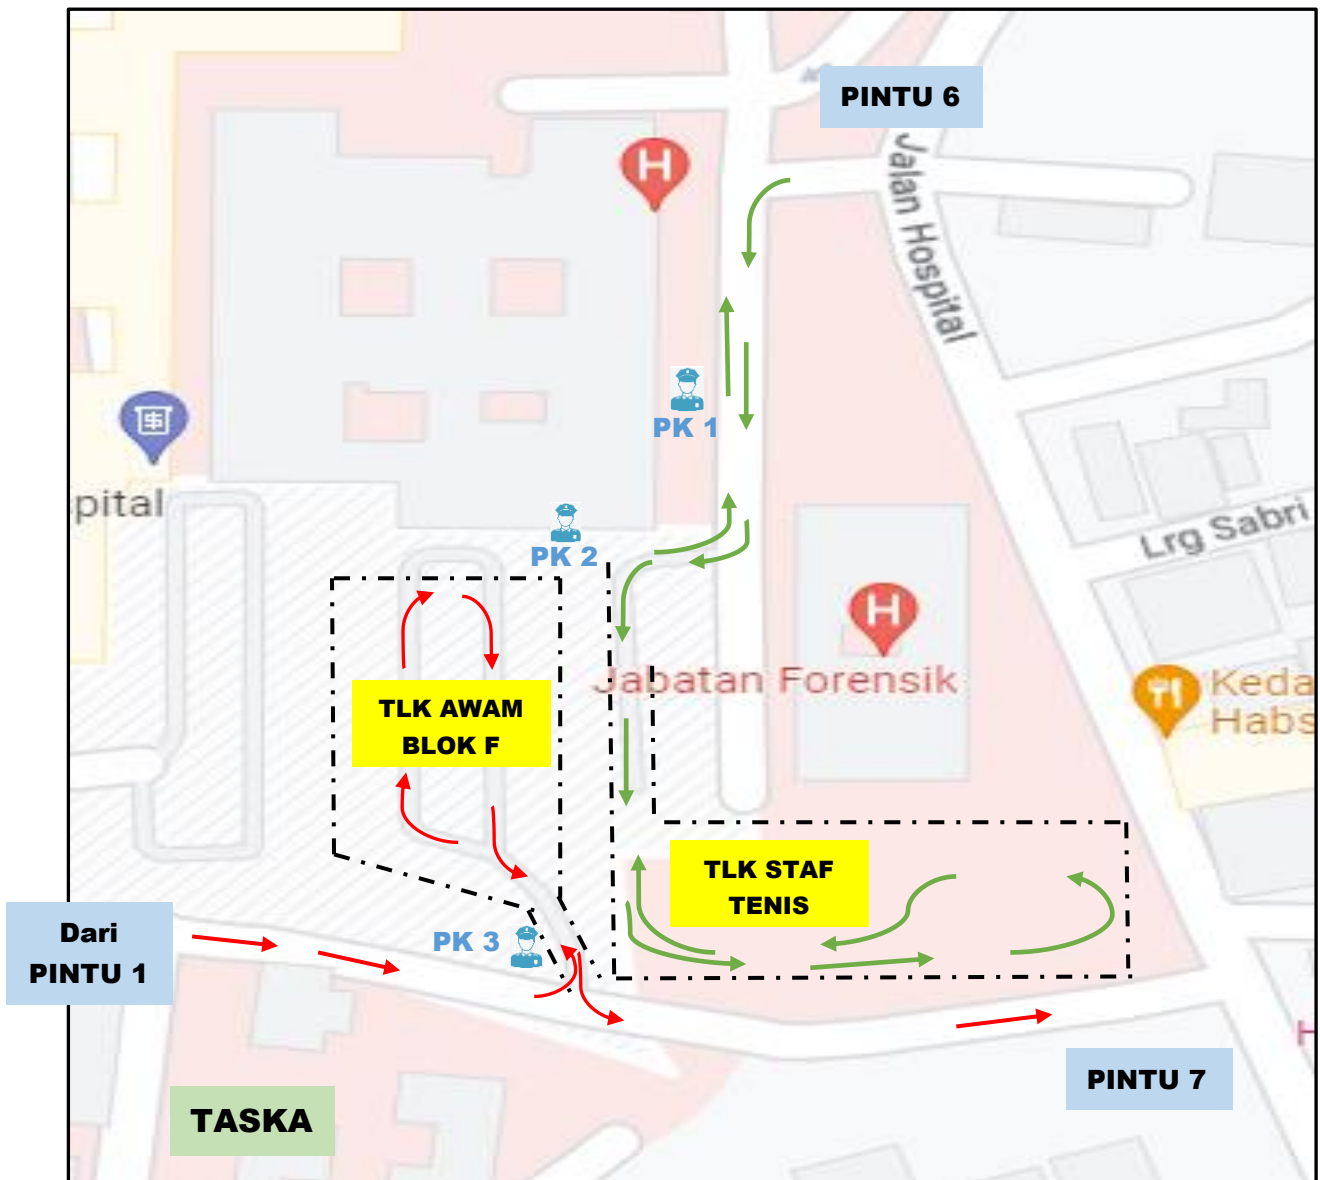 PINTU 6
Jalan Hospital
H
PK 1
spital
Lrg Sabri
PK 2
H
Jabatan Forensik
Keda
Habs
TLK AWAM
BLOK F
TLK STAF
TENIS
Dari
PINTU 1
PK 3
H
PINTU 7
TASKA